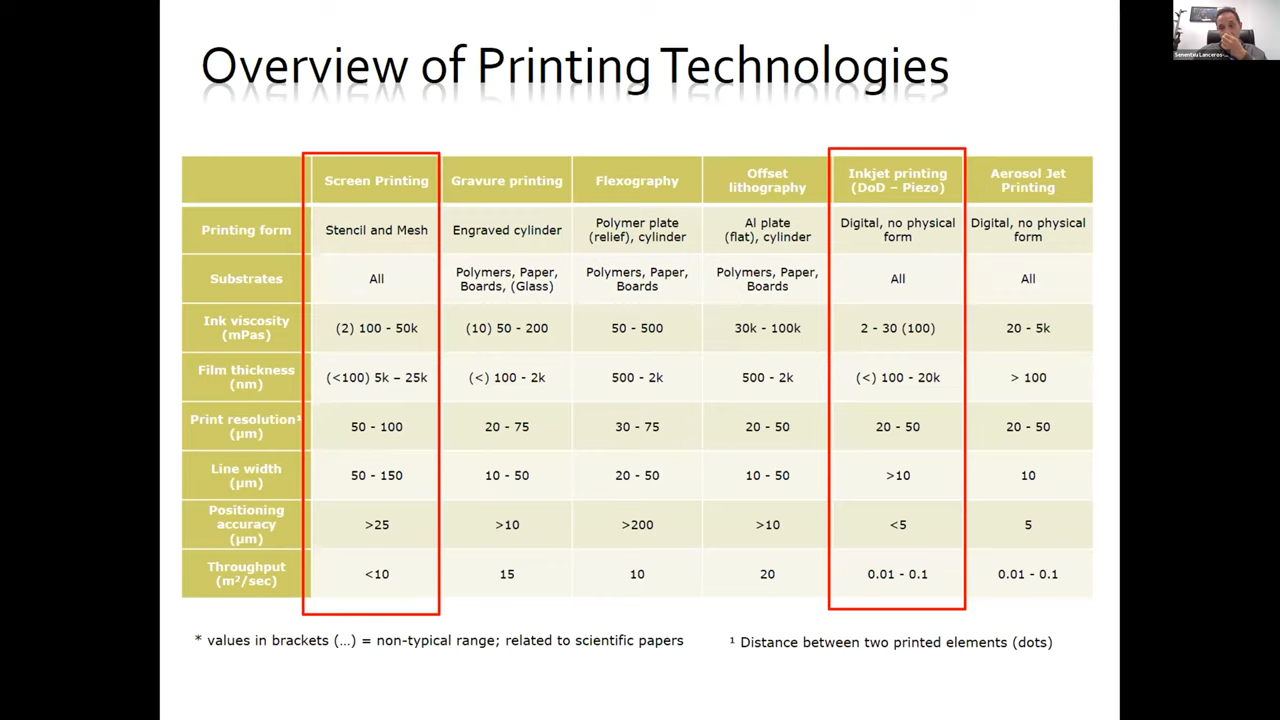 Senentxu Lanceros-
Overview of Printing Technologies
Screen Printing
Gravure printing
Flexography
Offset
lithography
Inkjet printing
(DoD – Piezo)
Aerosol Jet
Printing
Printing form
Stencil and Mesh
Engraved cylinder
Polymer plate
(relief), cylinder
Al plate
(flat), cylinder
Digital, no physical
form
Digital, no physical
form
Substrates
All
Polymers, Paper,
Boards, (Glass)
Polymers, Paper,
Boards
Polymers, Paper,
Boards
All
All
Ink viscosity
(mPas)
(2) 100 - 50k
(10) 50 - 200
50 - 500
30k - 100k
2 - 30 (100)
20 - 5k
Film thickness
(nm)
(<100) 5k – 25k
(<) 100 - 2k
500 - 2k
500 - 2k
(<) 100 - 20k
> 100
Print resolution¹
(µm)
50 - 100
20 - 75
30 - 75
20 - 50
20 - 50
20 - 50
Line width
(µm)
50 - 150
10 - 50
20 - 50
10 - 50
>10
10
Positioning
accuracy
(µm)
>25
>10
>200
>10
<5
5
Throughput
(m²/sec)
<10
15
10
20
0.01 - 0.1
0.01 - 0.1
* values in brackets (...) = non-typical range; related to scientific papers
¹ Distance between two printed elements (dots)